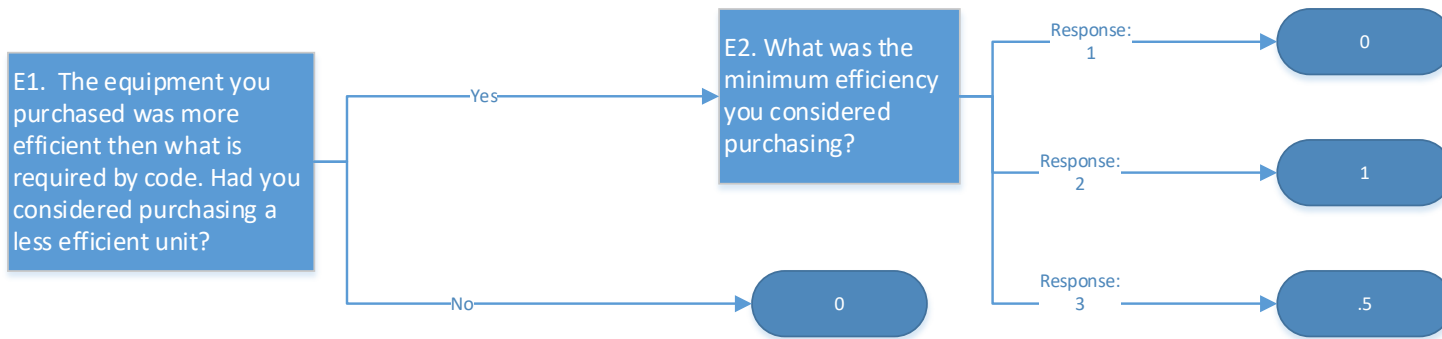 E1.  The equipment you
purchased was more
efficient then what is
required by code. Had you
considered purchasing a
less efficient unit?
Yes
No
0
E2. What was the
minimum efficiency
you considered
purchasing?
Response:
1
0
Response:
2
1
Response:
3
.5